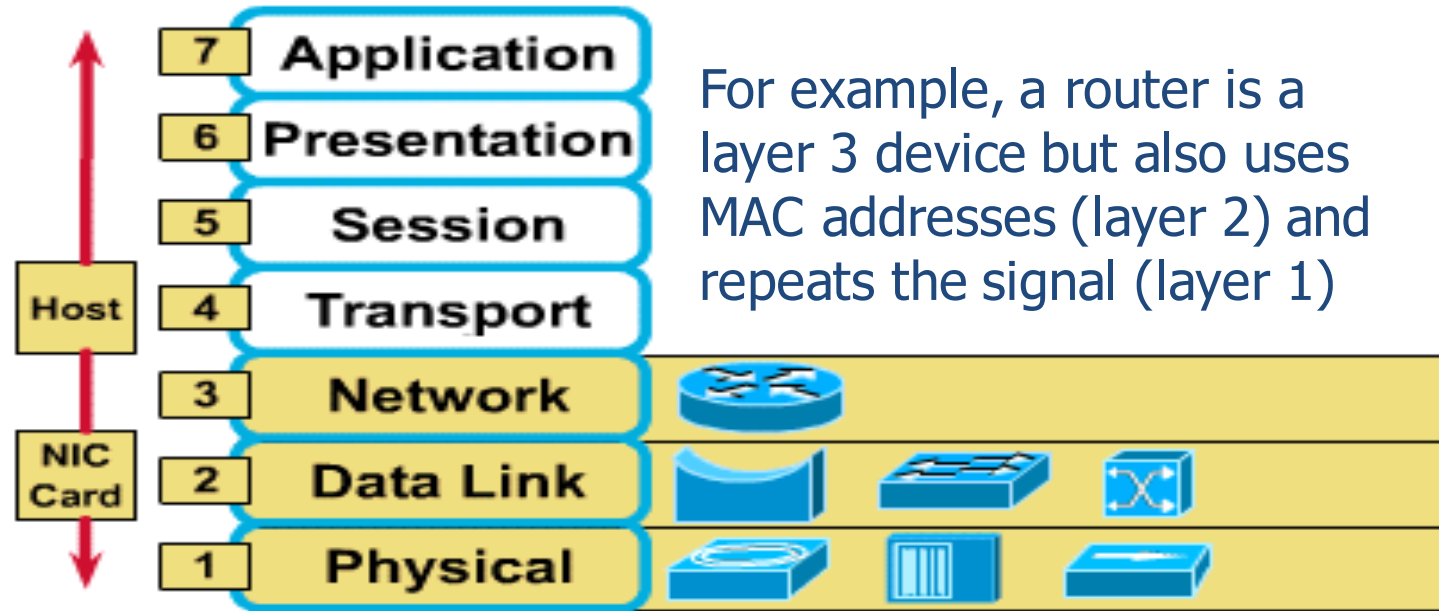 7 Application
6 Presentation
5 Session
4 Transport
3 Network
2 Data Link
1 Physical
Host
NIC
Card
For example, a router is a
layer 3 device but also uses
MAC addresses (layer 2) and
repeats the signal (layer 1)